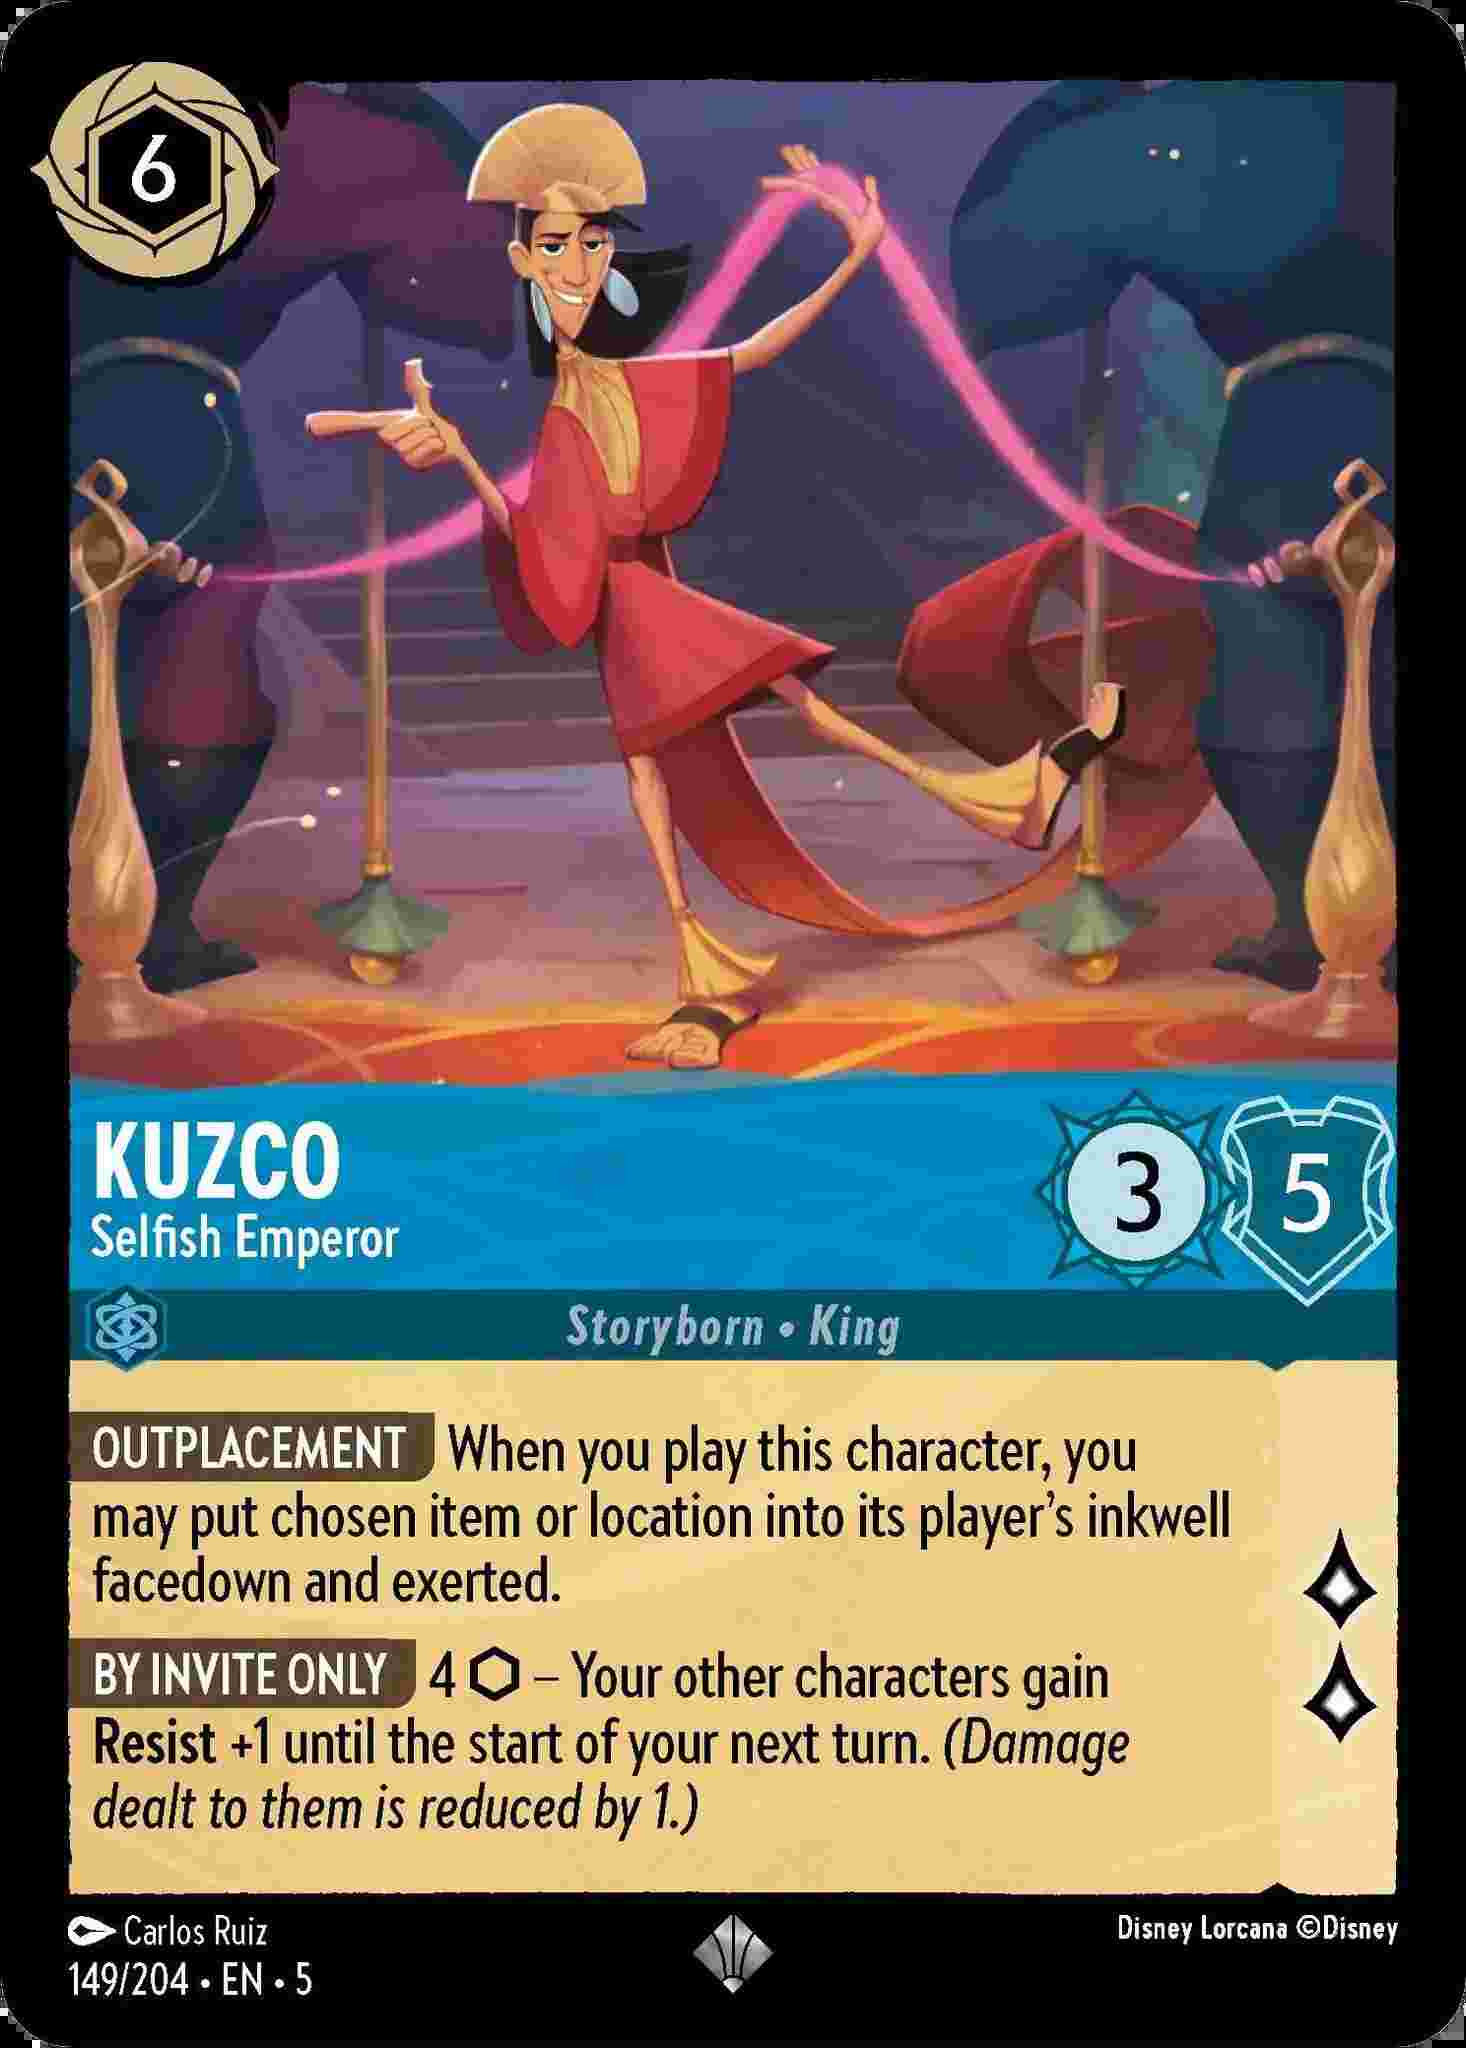 6
KUZCO
Selfish Emperor
3
5
Storyborn • King
OUTPLACEMENT When you play this character, you
may put chosen item or location into its player’s inkwell
facedown and exerted.
BY INVITE ONLY 4 ⬡ – Your other characters gain
Resist +1 until the start of your next turn. (Damage
dealt to them is reduced by 1.)
Carlos Ruiz
149/204 • EN • 5
Disney Lorcana ©Disney